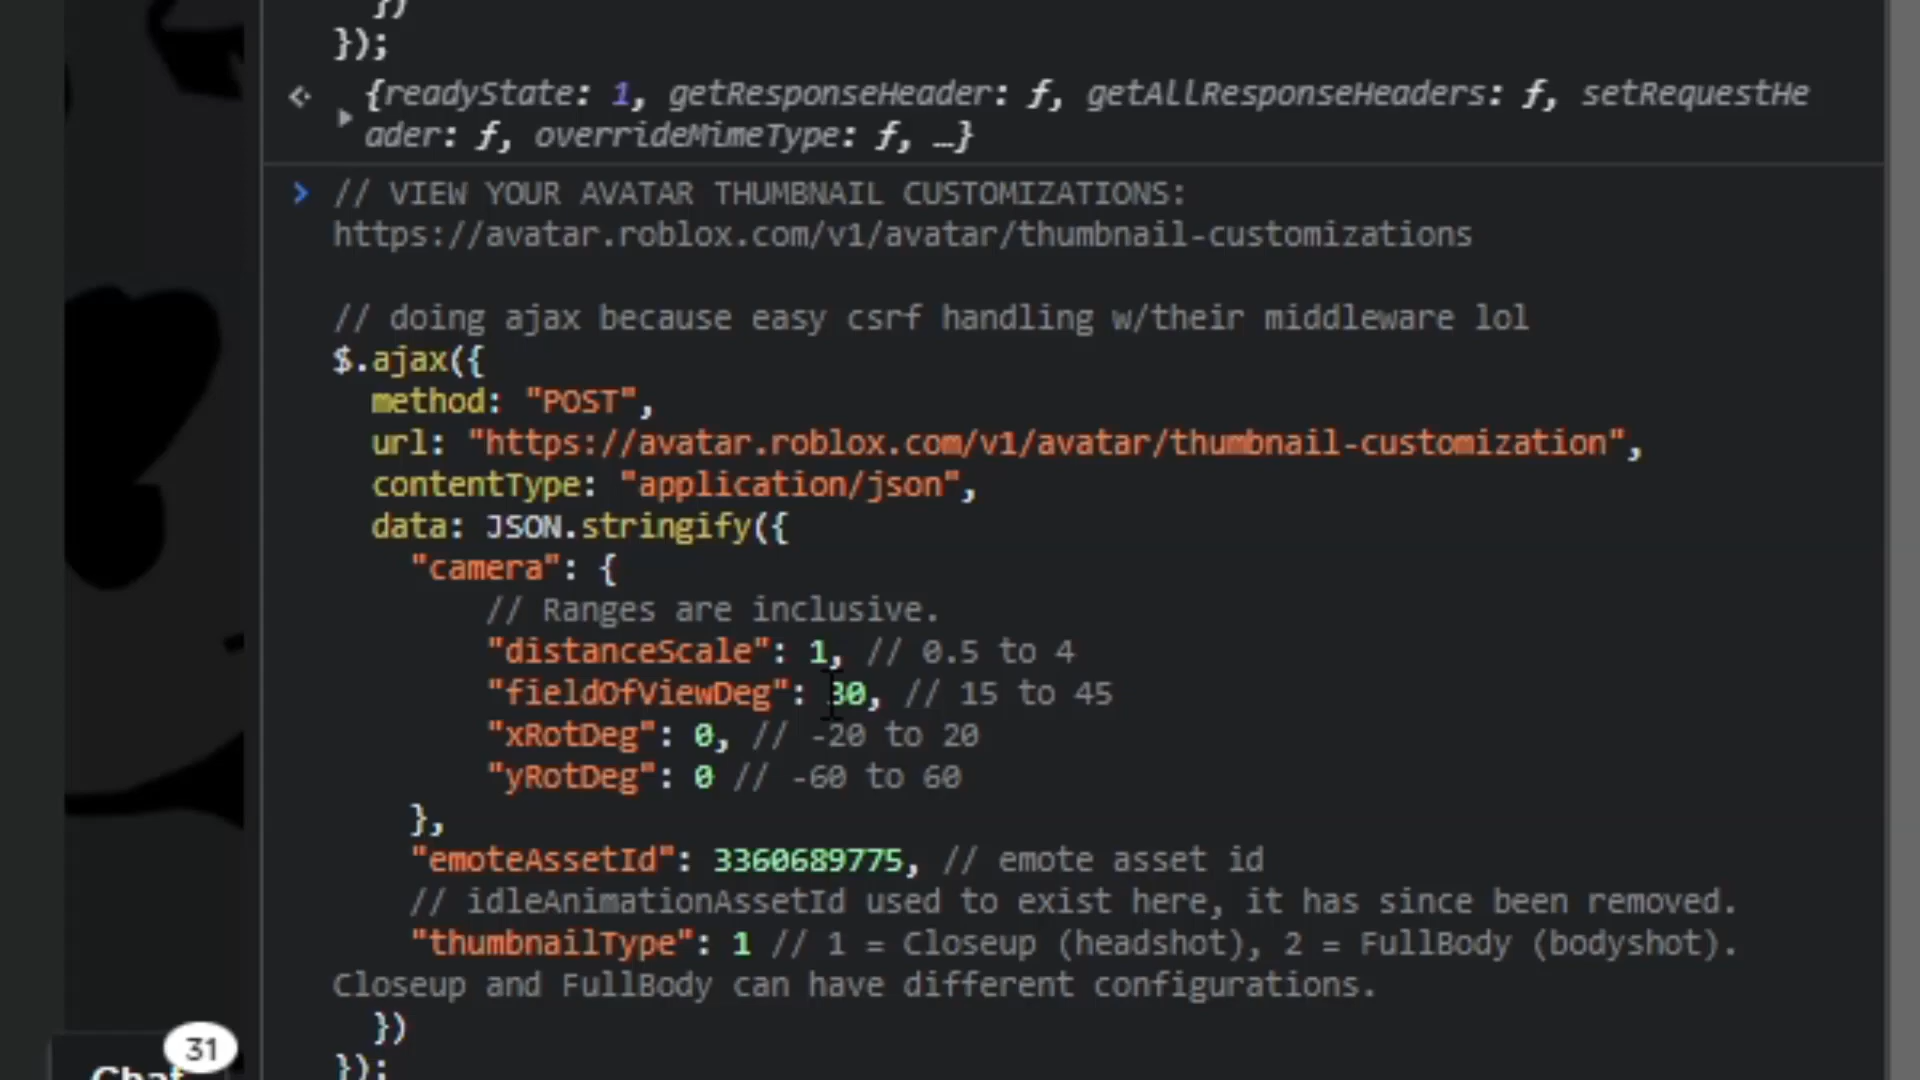 })
});
{readyState: 1, getResponseHeader: ƒ, getAllResponseHeaders: ƒ, setRequestHe
ader: ƒ, overrideMimeType: ƒ, …}
// VIEW YOUR AVATAR THUMBNAIL CUSTOMIZATIONS:
https://avatar.roblox.com/v1/avatar/thumbnail-customizations
// doing ajax because easy csrf handling w/their middleware lol
$.ajax({
method: "POST",
url: "https://avatar.roblox.com/v1/avatar/thumbnail-customization",
contentType: "application/json",
data: JSON.stringify({
"camera": {
// Ranges are inclusive.
"distanceScale": 1, // 0.5 to 4
"fieldOfViewDeg": 30, // 15 to 45
"xRotDeg": 0, // -20 to 20
"yRotDeg": 0 // -60 to 60
},
"emoteAssetId": 3360689775, // emote asset id
// idleAnimationAssetId used to exist here, it has since been removed.
"thumbnailType": 1 // 1 = Closeup (headshot), 2 = FullBody (bodyshot).
Closeup and FullBody can have different configurations.
})
});
Chat
31